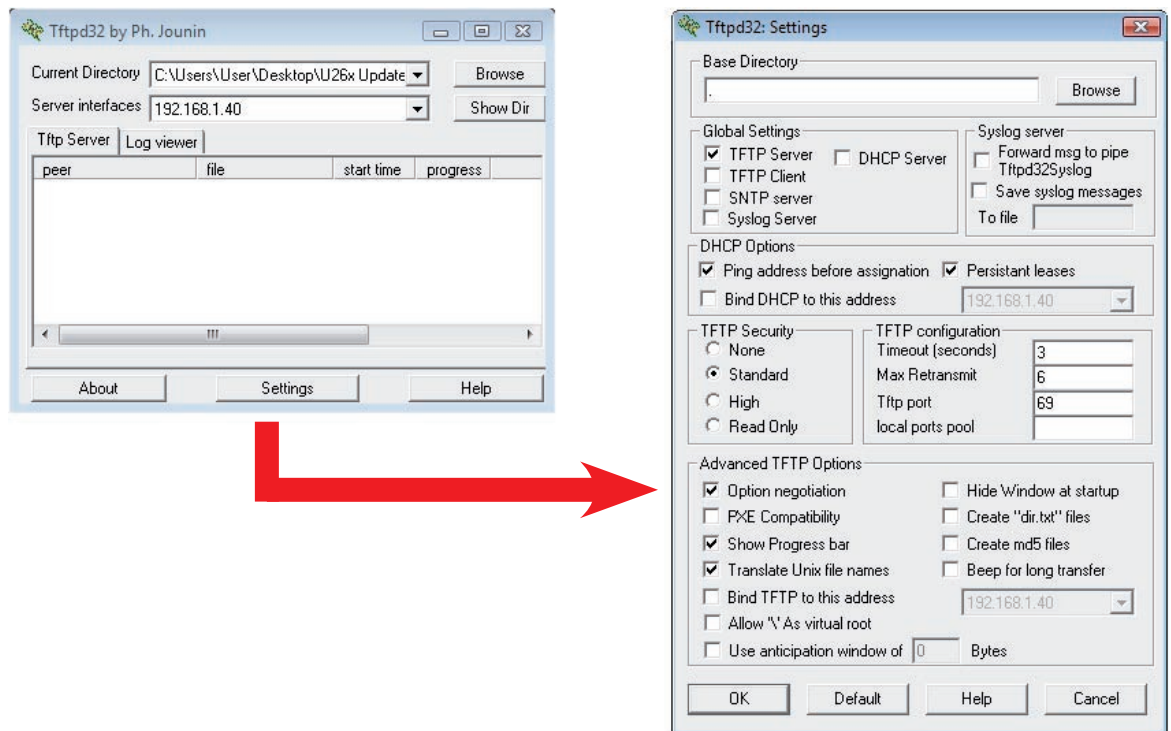 Tftpd32 by Ph. Jounin
Current Directory C:\Users\User\Desktop\U26x Update
Browse
Server interfaces 192.168.1.40
Show Dir
Tftp Server Log viewer
peer file start time progress
About Settings Help
Tftpd32: Settings
Base Directory
.
Browse
Global Settings
TFTP Server
TFTP Client
SNTP server
Syslog Server
DHCP Server
Syslog server
Forward msg to pipe
Tftpd32Syslog
Save syslog messages
To file
DHCP Options
Ping address before assignation
Persistant leases
Bind DHCP to this address
192.168.1.40
TFTP Security
None
Standard
High
Read Only
TFTP configuration
Timeout (seconds) 3
Max Retransmit 6
Tftp port 69
local ports pool
Advanced TFTP Options
Option negotiation
PXE Compatibility
Show Progress bar
Translate Unix file names
Bind TFTP to this address
Allow '\' As virtual root
Use anticipation window of 0 Bytes
Hide Window at startup
Create "dir.txt" files
Create md5 files
Beep for long transfer
192.168.1.40
OK Default Help Cancel